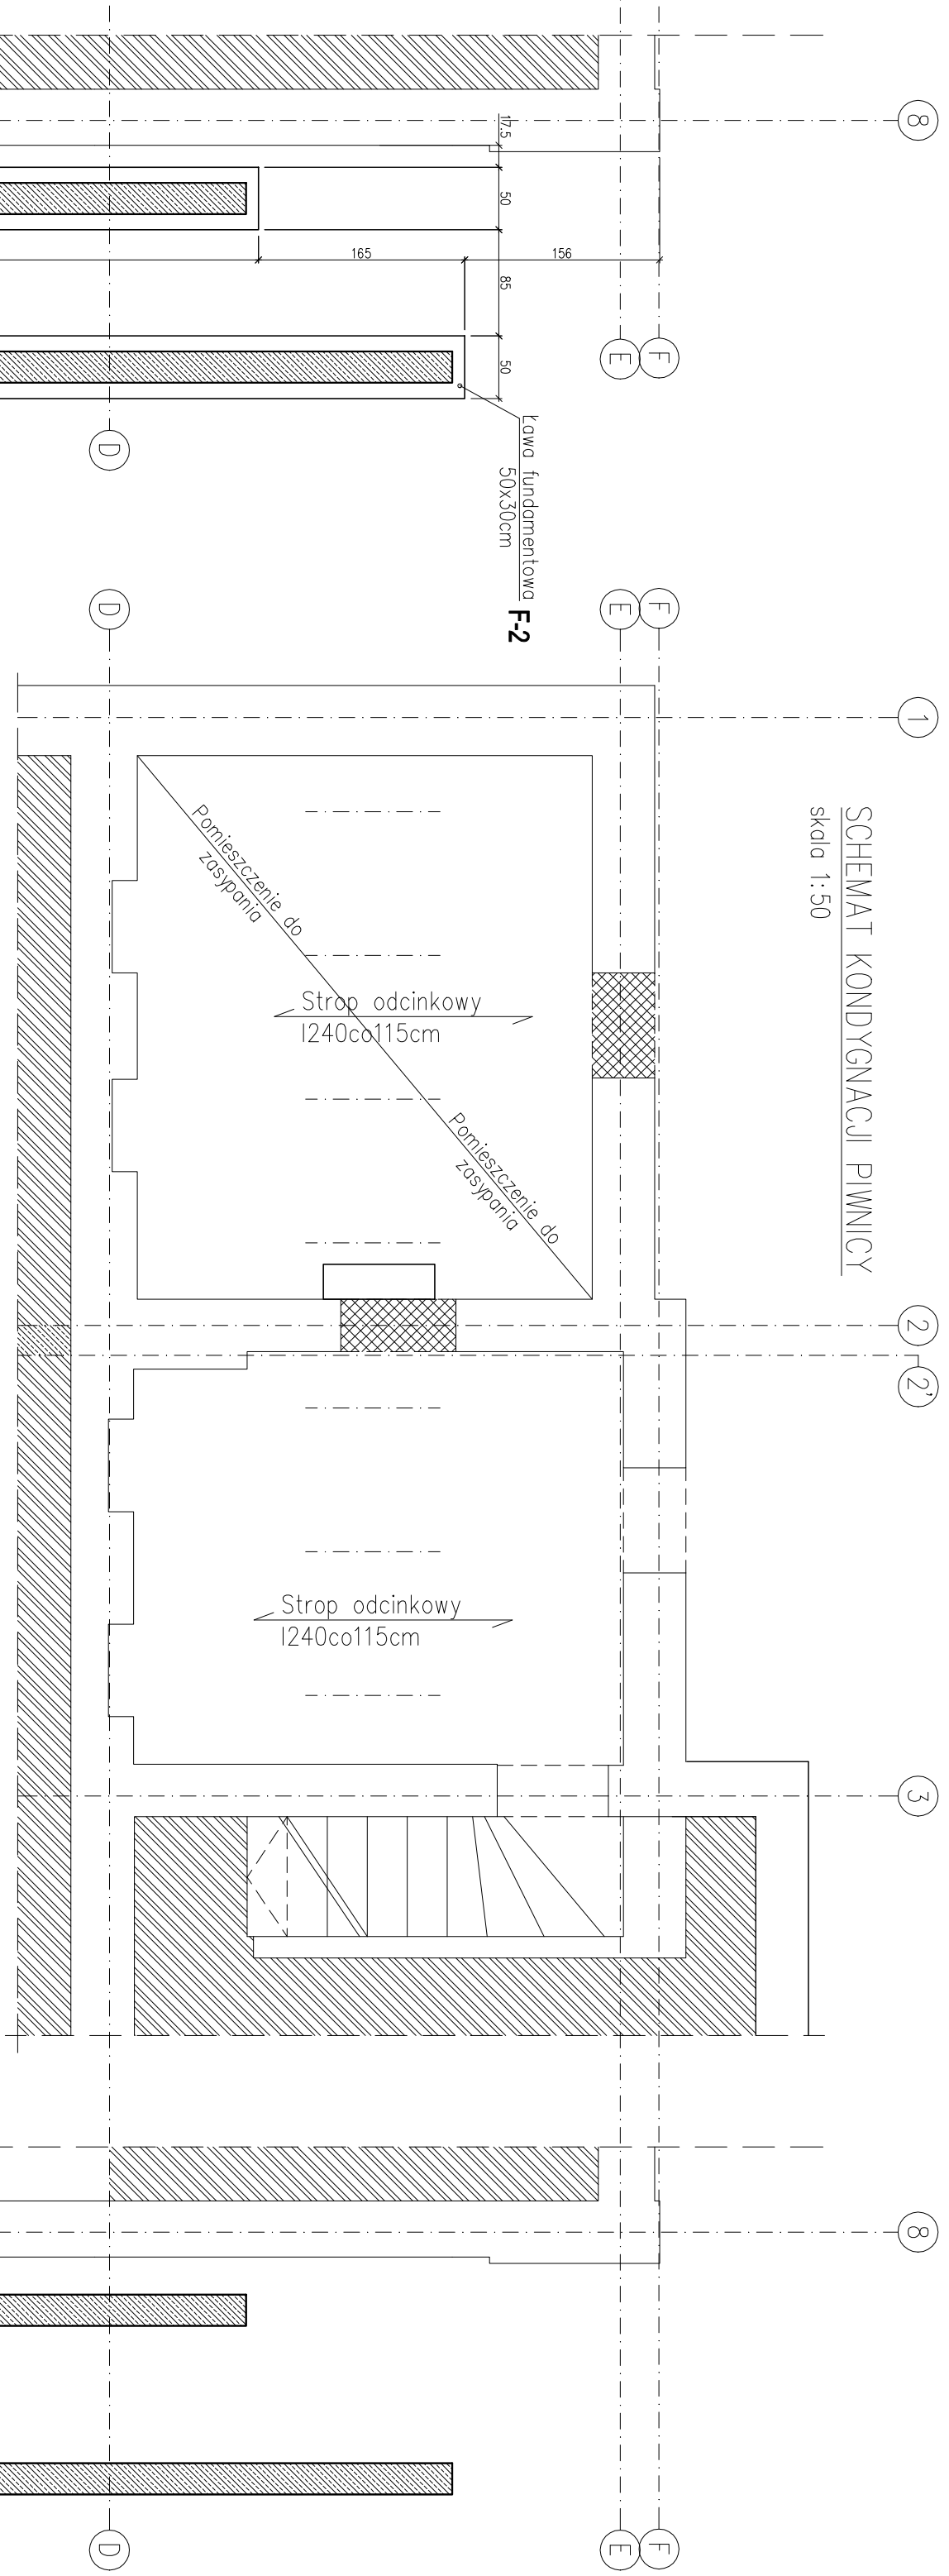 8
17.5
50
165
156
85
50
E
F
D
Ława fundamentowa
50x30cm
F-2
D
E
F
1
SCHEMAT KONDYGNACJI PIWNICY
skala 1:50
Pomieszczenie do
zasypania
Strop odcinkowy
I240co115cm
Pomieszczenie do
zasypania
2
2'
Strop odcinkowy
I240co115cm
3
8
D
E
F